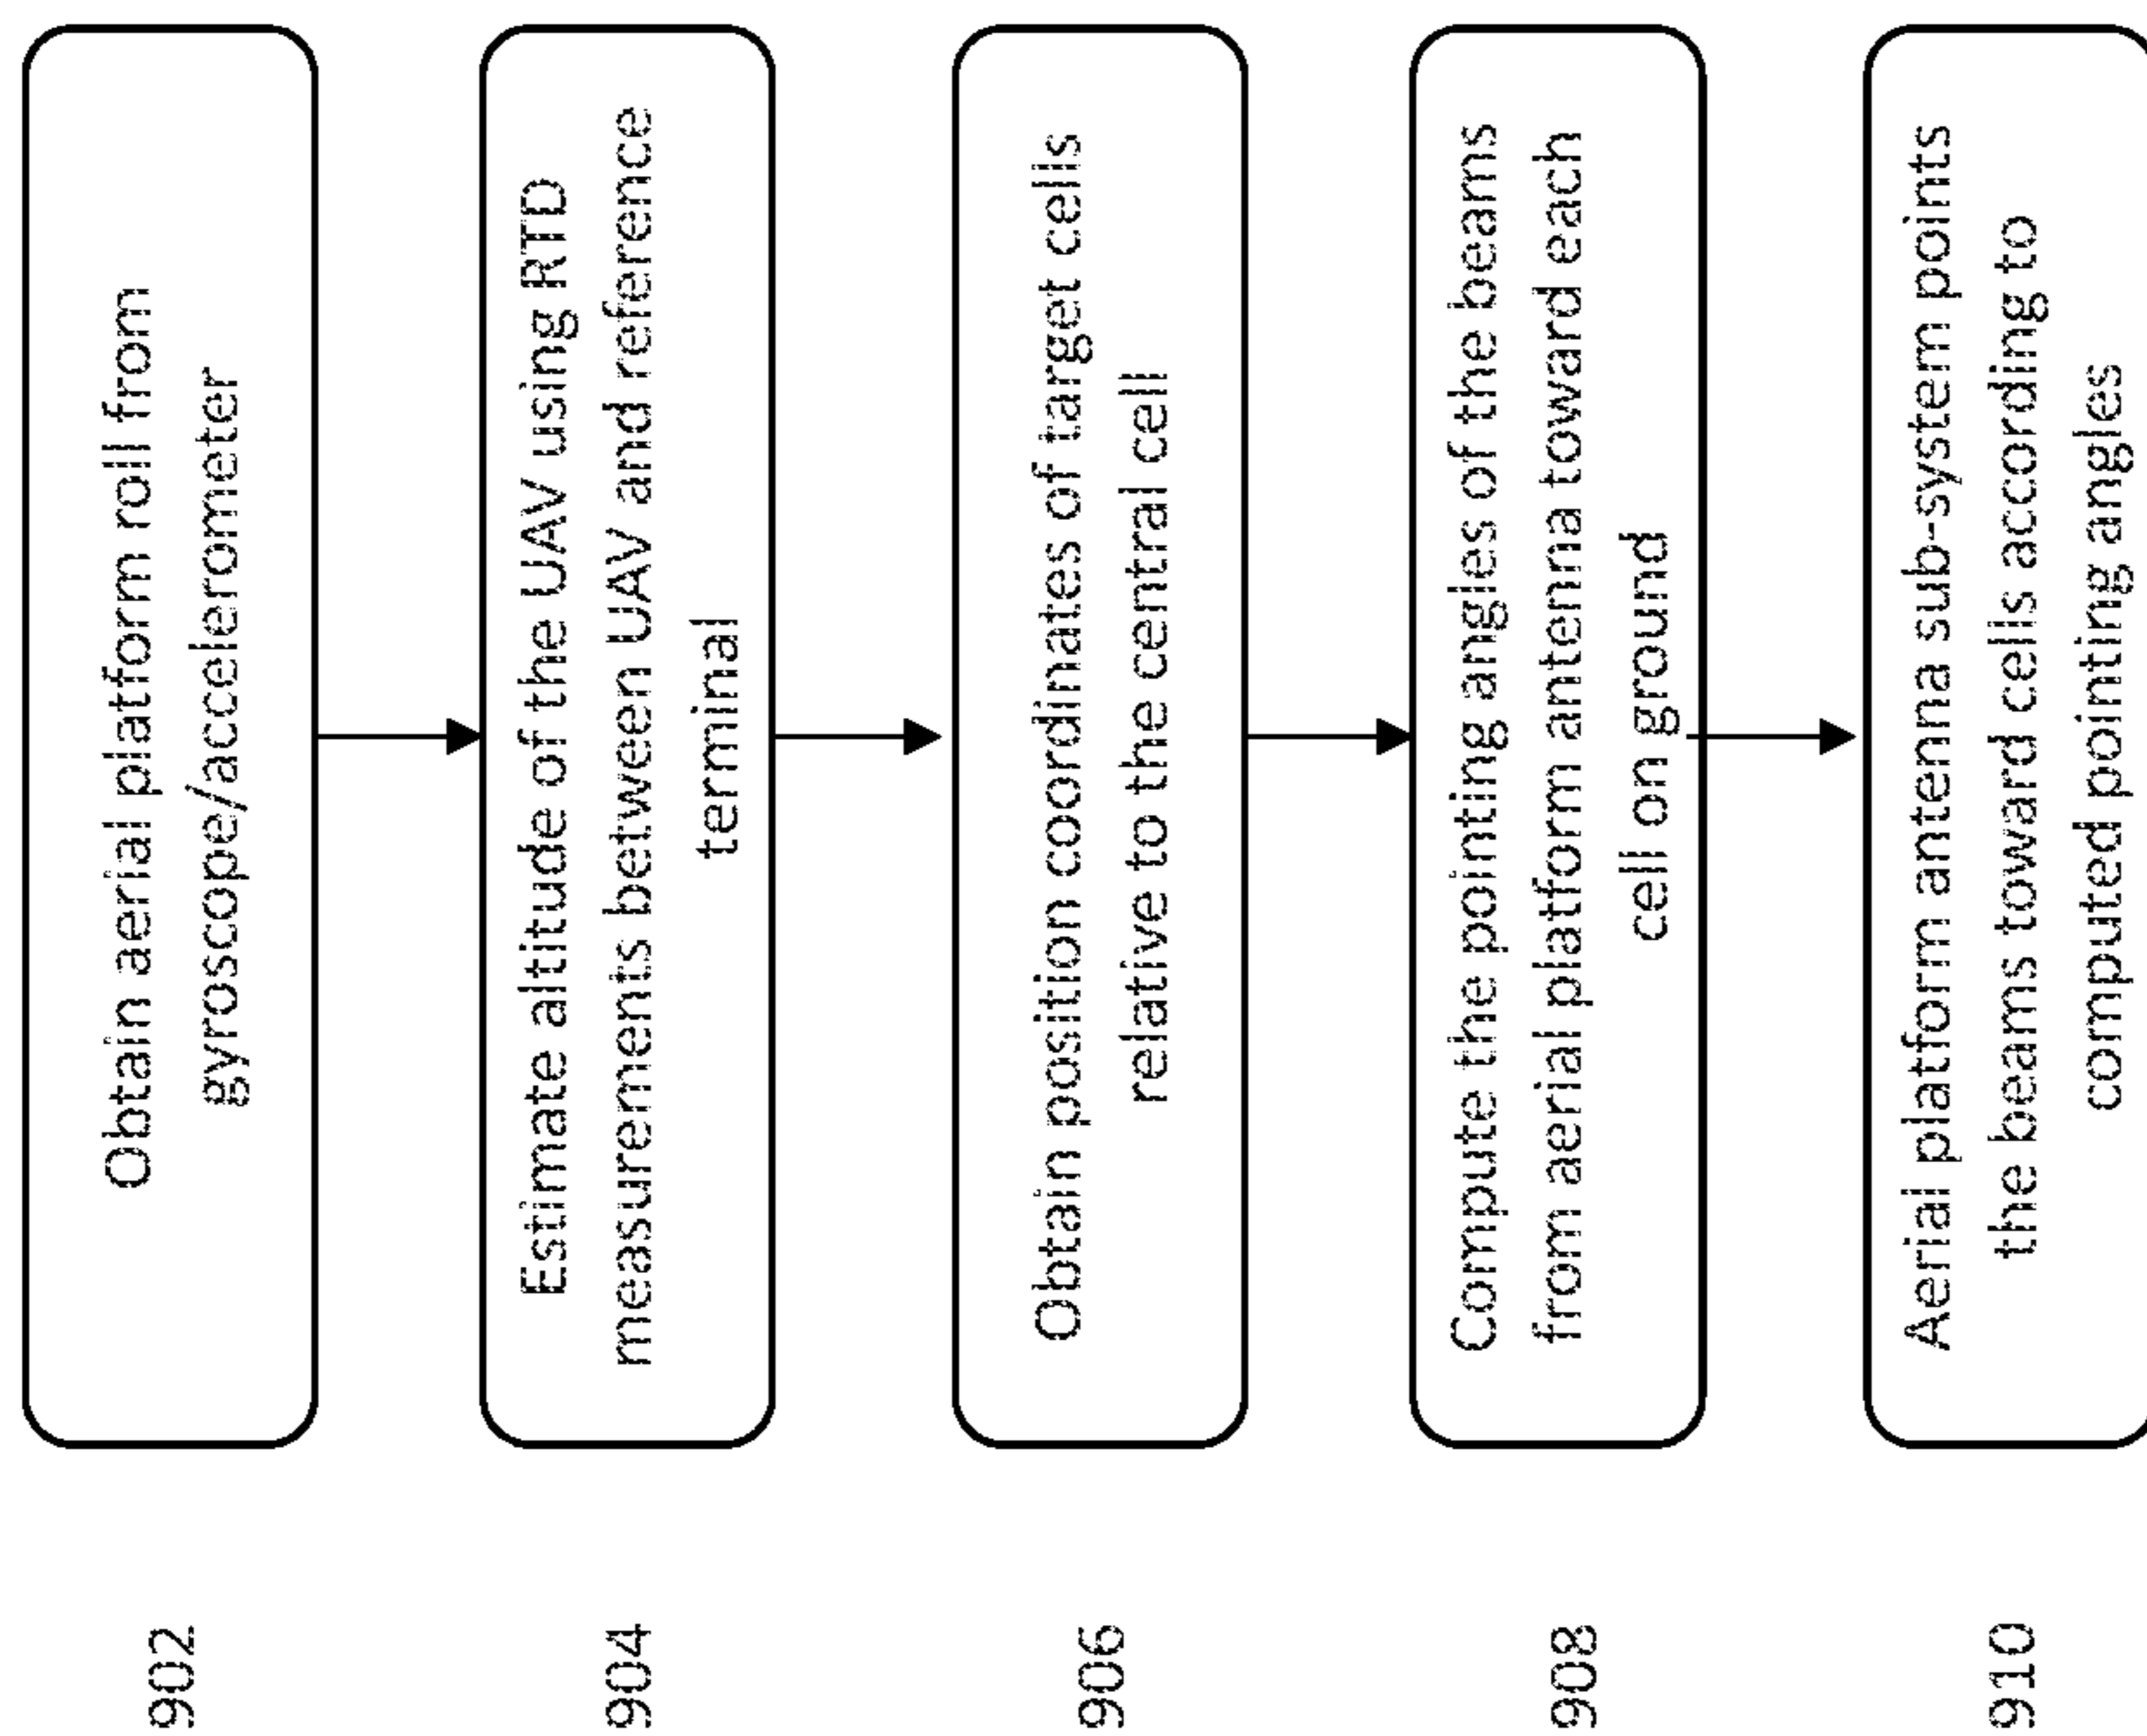 902
Obtain aerial platform roll from
gyroscope/accelerometer
904
Estimate altitude of the UAV using RTD
measurements between UAV and reference
terminal
906
Obtain position coordinates of target cells
relative to the central cell
908
Compute the pointing angles of the beams
from aerial platform antenna toward each
cell on ground
910
Aerial platform antenna sub-system points
the beams toward cells according to
computed pointing angles